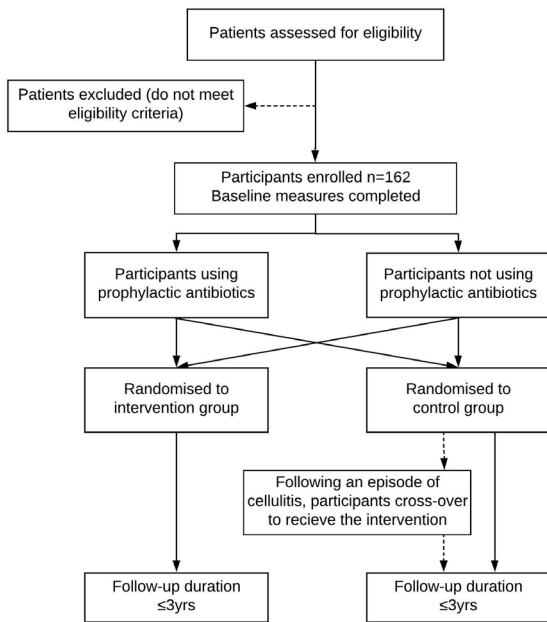 Patients assessed for eligibility
Patients excluded (do not meet
eligibility criteria)
Participants enrolled n=162
Baseline measures completed
Participants using
prophylactic antibiotics
Participants not using
prophylactic antibiotics
Randomised to
intervention group
Randomised to
control group
Following an episode of
cellulitis, participants cross-over
to recieve the intervention
Follow-up duration
≤3yrs
Follow-up duration
≤3yrs